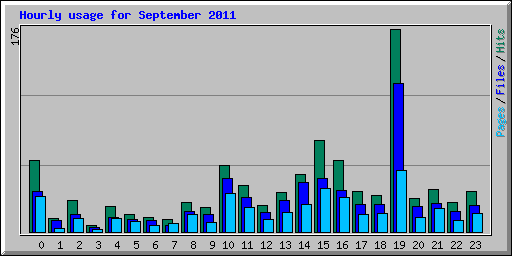 Hourly usage for September 2011
176
Pages / Files / Hits
0 1 2 3 4 5 6 7 8 9 10 11 12 13 14 15 16 17 18 19 20 21 22 23